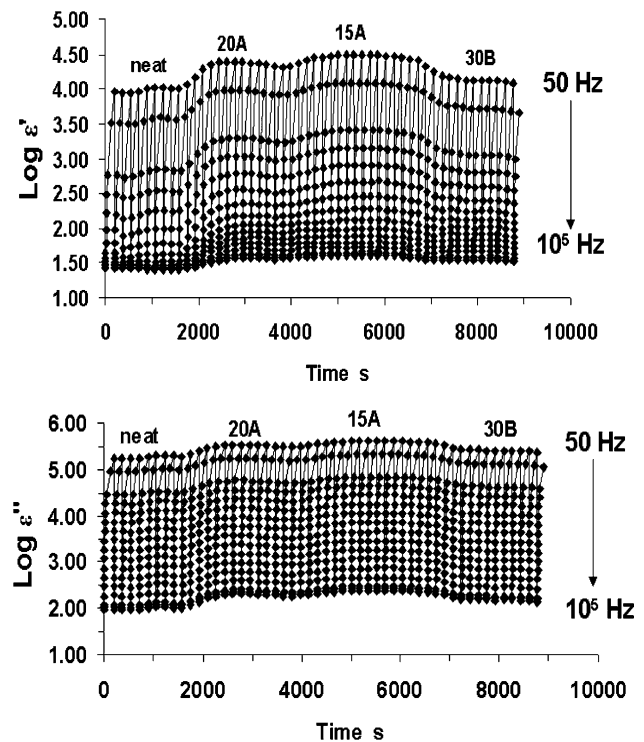 5.00
4.50
4.00
3.50
3.00
2.50
2.00
1.50
1.00
Log ε'
neat
20A
15A
30B
50 Hz
10⁵ Hz
0
2000
4000
6000
8000
10000
Time s
6.00
5.00
4.00
3.00
2.00
1.00
Log ε"
neat
20A
15A
30B
50 Hz
10⁵ Hz
0
2000
4000
6000
8000
10000
Time s